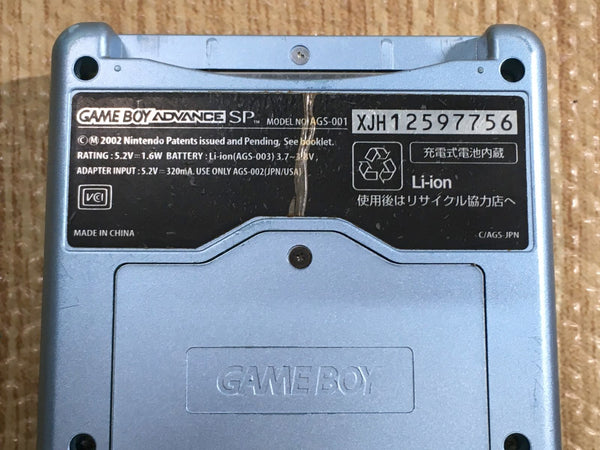 GAME BOY ADVANCE SP™ MODEL NO. AGS-001 XJH12597756
©Ⓜ 2002 Nintendo Patents issued and Pending, See booklet.
RATING : 5.2V⎓1.6W BATTERY : Li-ion(AGS-003) 3.7~3.8V,
ADAPTER INPUT : 5.2V⎓320mA. USE ONLY AGS-002(JPN/USA)
VCI
MADE IN CHINA
充電式電池内蔵
Li-ion
使用後はリサイクル協力店へ
C/AGS-JPN
GAME BOY